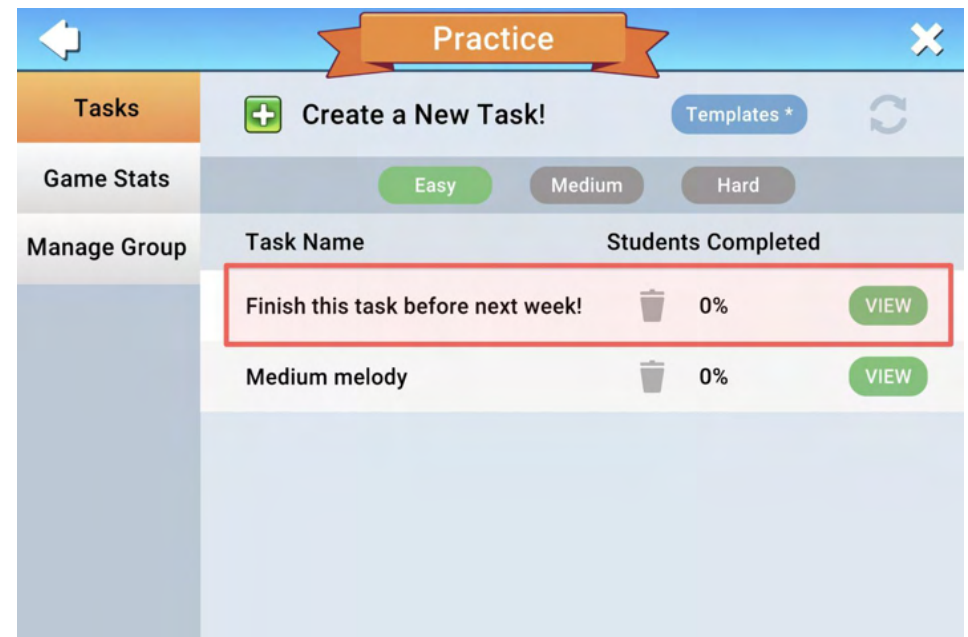 Practice
Tasks
Create a New Task!
Templates *
Game Stats
Easy Medium Hard
Manage Group
Task Name Students Completed
Finish this task before next week! 0% VIEW
Medium melody 0% VIEW